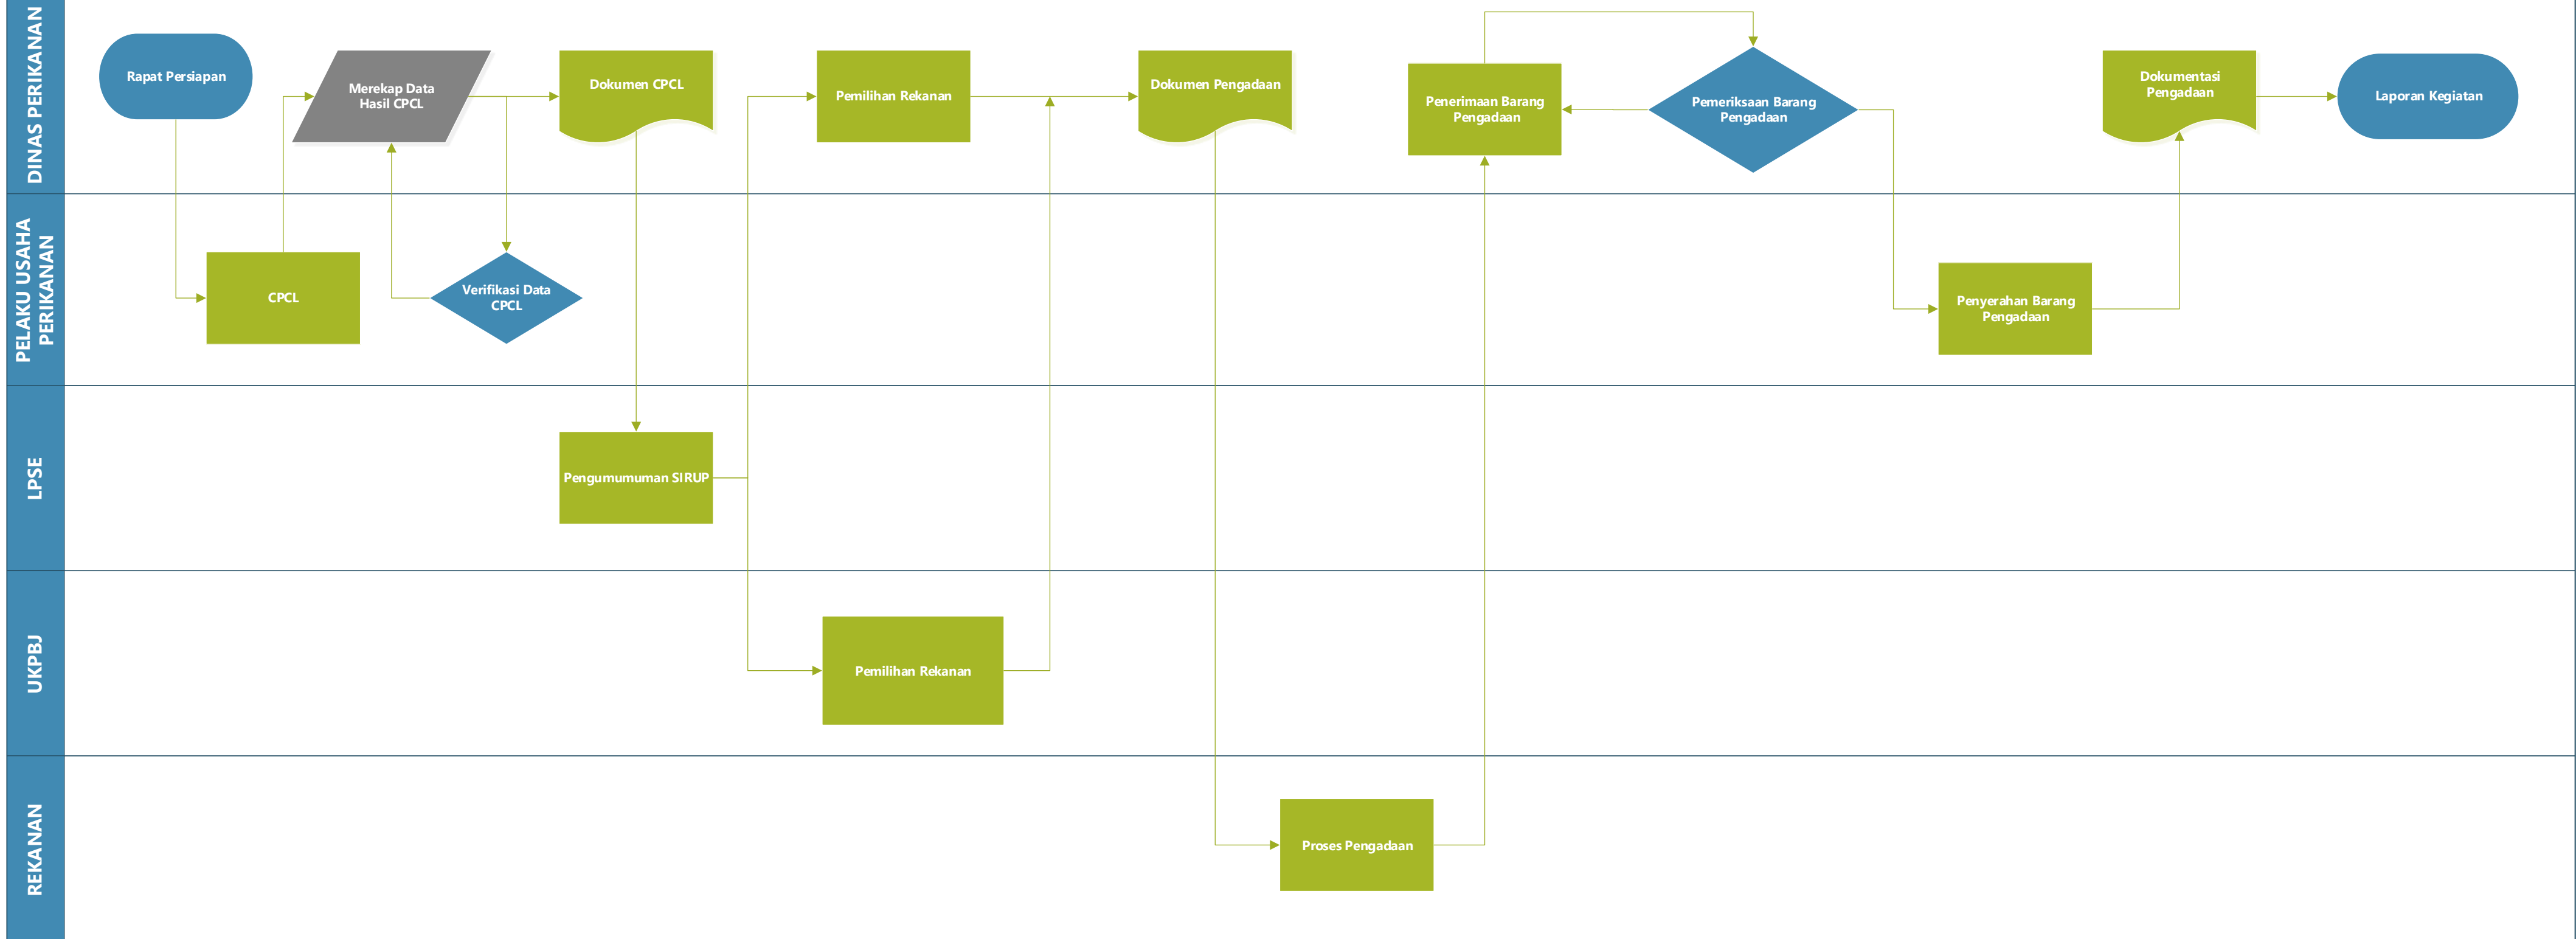 DINAS PERIKANAN
Rapat Persiapan
Merekap Data
Hasil CPCL
Dokumen CPCL
Pemilihan Rekanan
Dokumen Pengadaan
Penerimaan Barang
Pengadaan
Pemeriksaan Barang
Pengadaan
Dokumentasi
Pengadaan
Laporan Kegiatan
PELAKU USAHA
PERIKANAN
CPCL
Verifikasi Data
CPCL
Penyerahan Barang
Pengadaan
LPSE
Pengumumuman SIRUP
UKPBJ
Pemilihan Rekanan
REKANAN
Proses Pengadaan